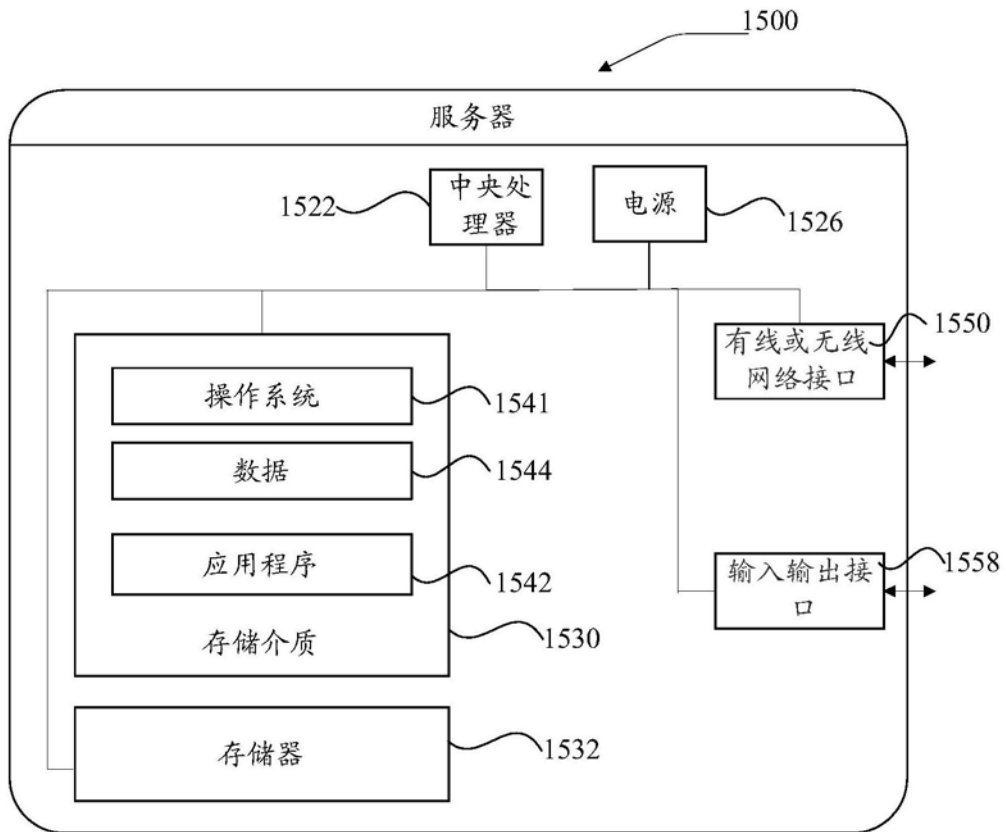 1500
服务器
1522
中央处
理器
电源
1526
有线或无线
网络接口
1550
操作系统
1541
数据
1544
应用程序
1542
存储介质
1530
输入输出接
口
1558
存储器
1532